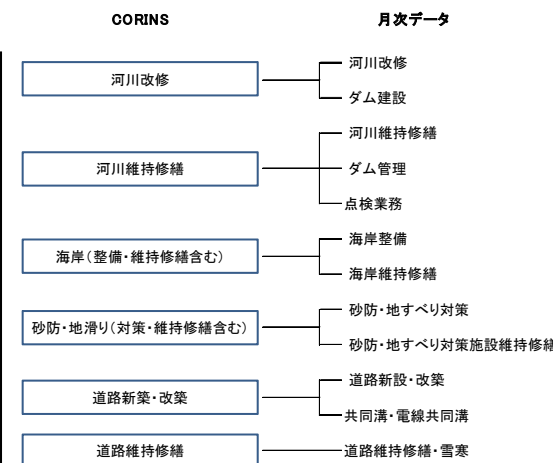 CORINS 月次データ
河川改修
河川改修
ダム建設
河川維持修繕
河川維持修繕
ダム管理
点検業務
海岸（整備・維持修繕含む）
海岸整備
海岸維持修繕
砂防・地滑り（対策・維持修繕含む）
砂防・地すべり対策
砂防・地すべり対策施設維持修繕
道路新築・改築
道路新設・改築
共同溝・電線共同溝
道路維持修繕
道路維持修繕・雪寒